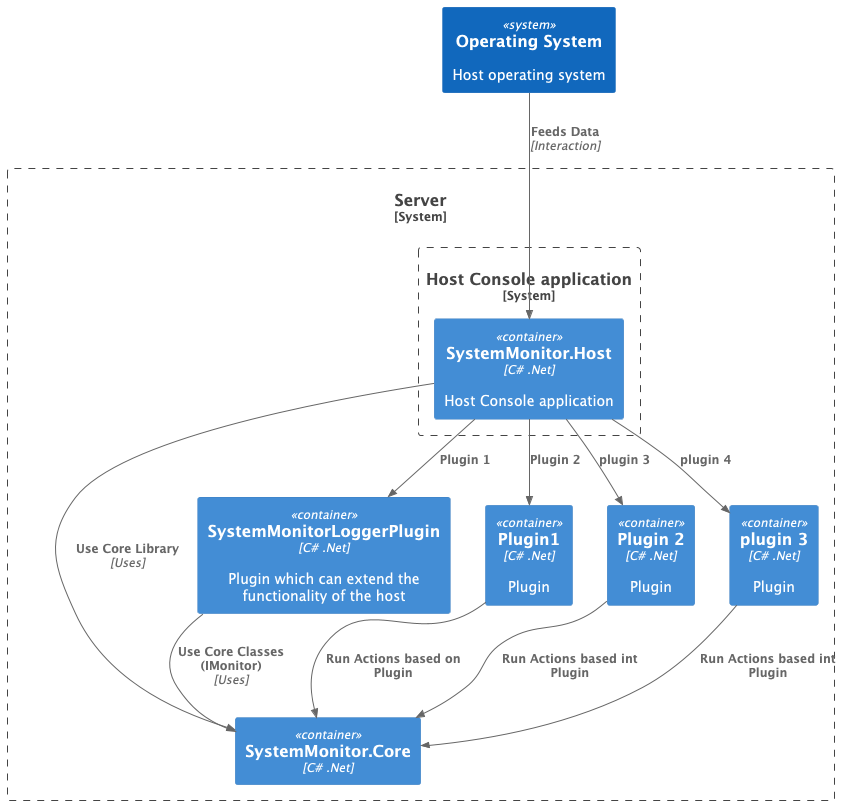 «system»
Operating System
Host operating system
Feeds Data
[Interaction]
Server
[System]
Host Console application
[System]
«container»
SystemMonitor.Host
[C# .Net]
Host Console application
Plugin 1
Plugin 2
plugin 3
plugin 4
«container»
SystemMonitorLoggerPlugin
[C# .Net]
Plugin which can extend the
functionality of the host
«container»
Plugin1
[C# .Net]
Plugin
«container»
Plugin 2
[C# .Net]
Plugin
«container»
plugin 3
[C# .Net]
Plugin
Use Core Library
[Uses]
Use Core Classes
(IMonitor)
[Uses]
Run Actions based on
Plugin
Run Actions based int
Plugin
Run Actions based int
Plugin
«container»
SystemMonitor.Core
[C# .Net]